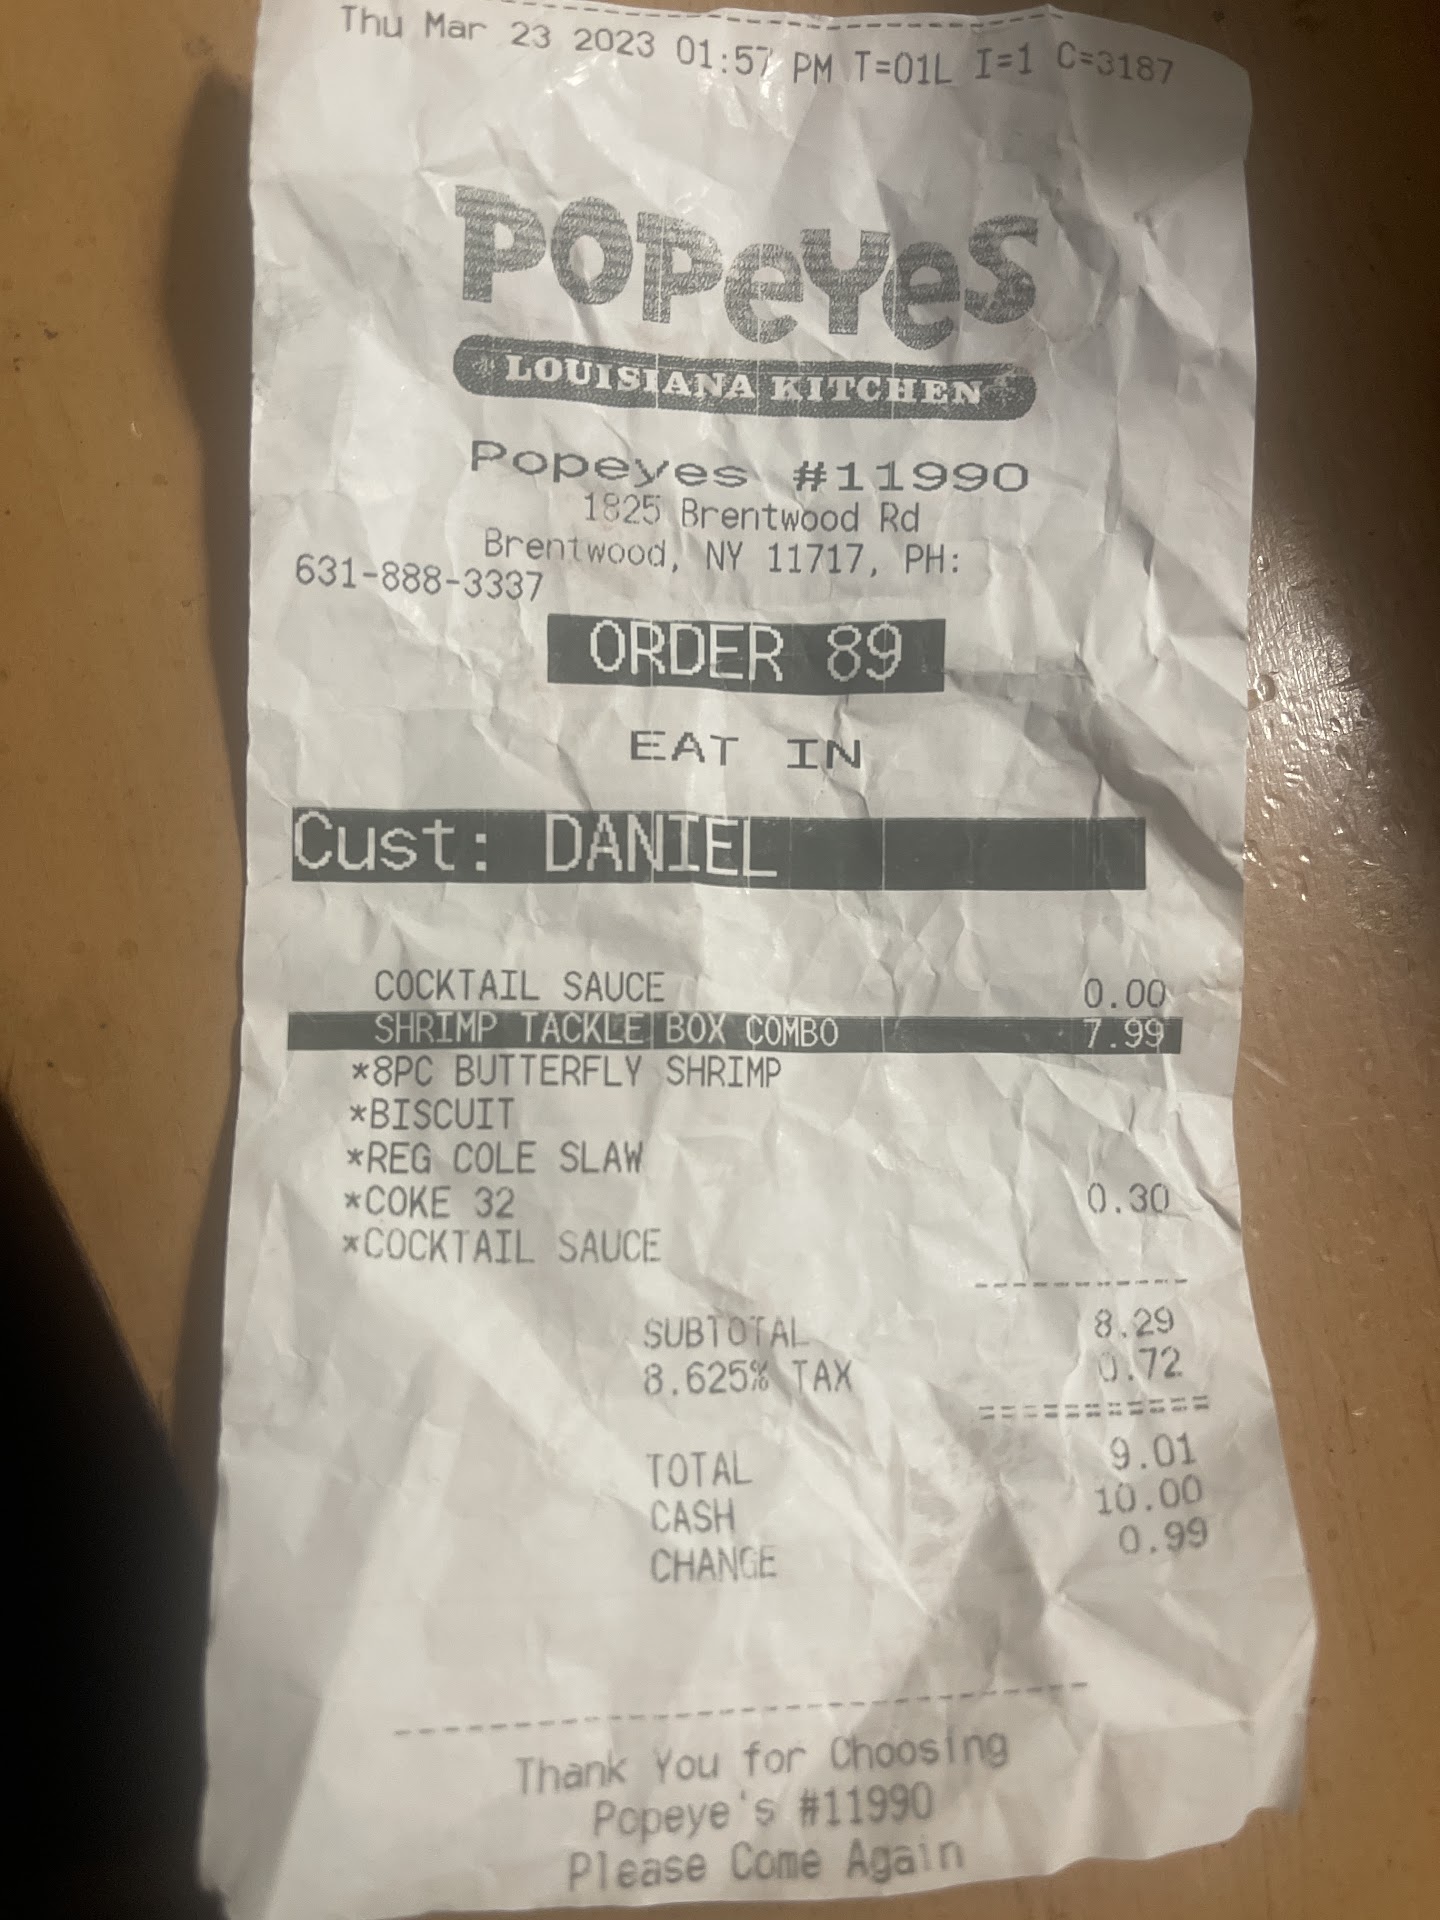 Thu Mar 23 2023 01:57 PM T=01L I=1 C=3187
POPEYES
LOUISIANA KITCHEN
Popeyes #11990
1825 Brentwood Rd
Brentwood, NY 11717, PH:
631-888-3337
ORDER 89
EAT IN
Cust: DANIEL
COCKTAIL SAUCE 0.00
SHRIMP TACKLE BOX COMBO 7.99
*8PC BUTTERFLY SHRIMP
*BISCUIT
*REG COLE SLAW
*COKE 32 0.30
*COCKTAIL SAUCE
-----------
SUBTOTAL 8.29
8.625% TAX 0.72
===========
TOTAL 9.01
CASH 10.00
CHANGE 0.99
Thank You for Choosing
Popeye's #11990
Please Come Again